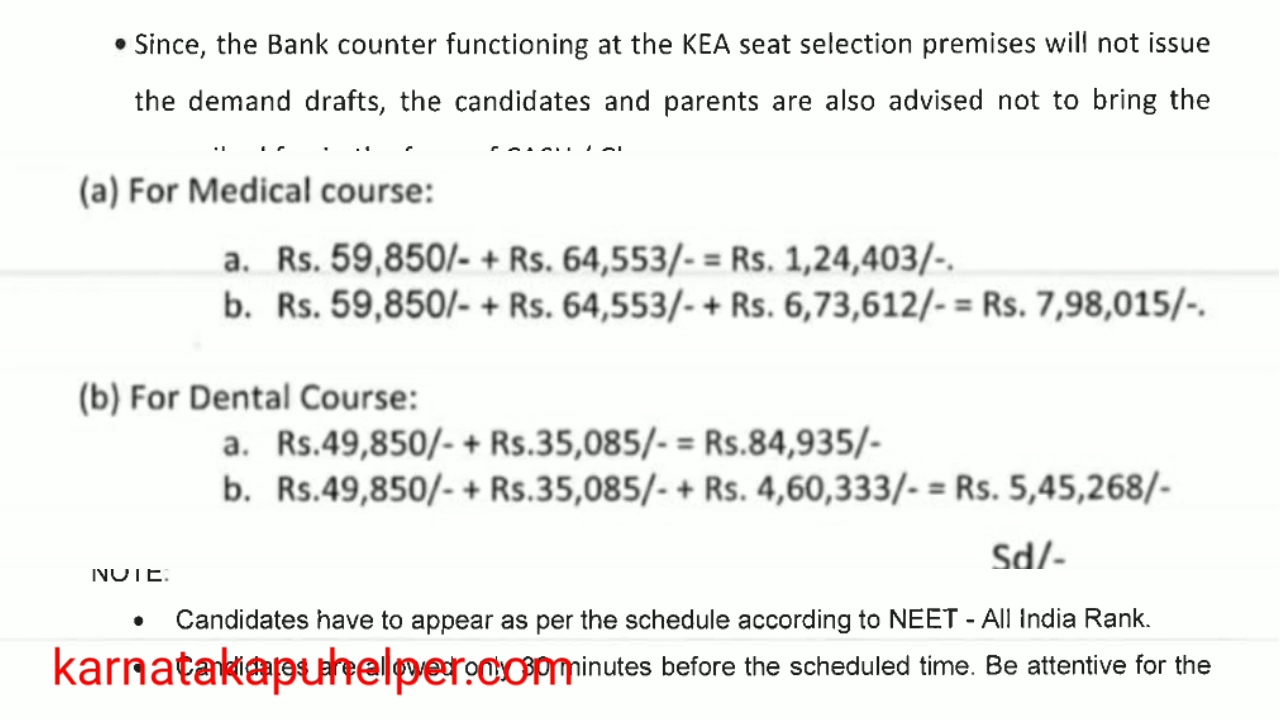 • Since, the Bank counter functioning at the KEA seat selection premises will not issue
the demand drafts, the candidates and parents are also advised not to bring the
(a) For Medical course:
a. Rs. 59,850/- + Rs. 64,553/- = Rs. 1,24,403/-.
b. Rs. 59,850/- + Rs. 64,553/- + Rs. 6,73,612/- = Rs. 7,98,015/-.
(b) For Dental Course:
a. Rs.49,850/- + Rs.35,085/- = Rs.84,935/-
b. Rs.49,850/- + Rs.35,085/- + Rs. 4,60,333/- = Rs. 5,45,268/-
Sd/-
NOTE:
• Candidates have to appear as per the schedule according to NEET - All India Rank.
• Candidates are allowed only 30 minutes before the scheduled time. Be attentive for the
karnatakapuhelper.com